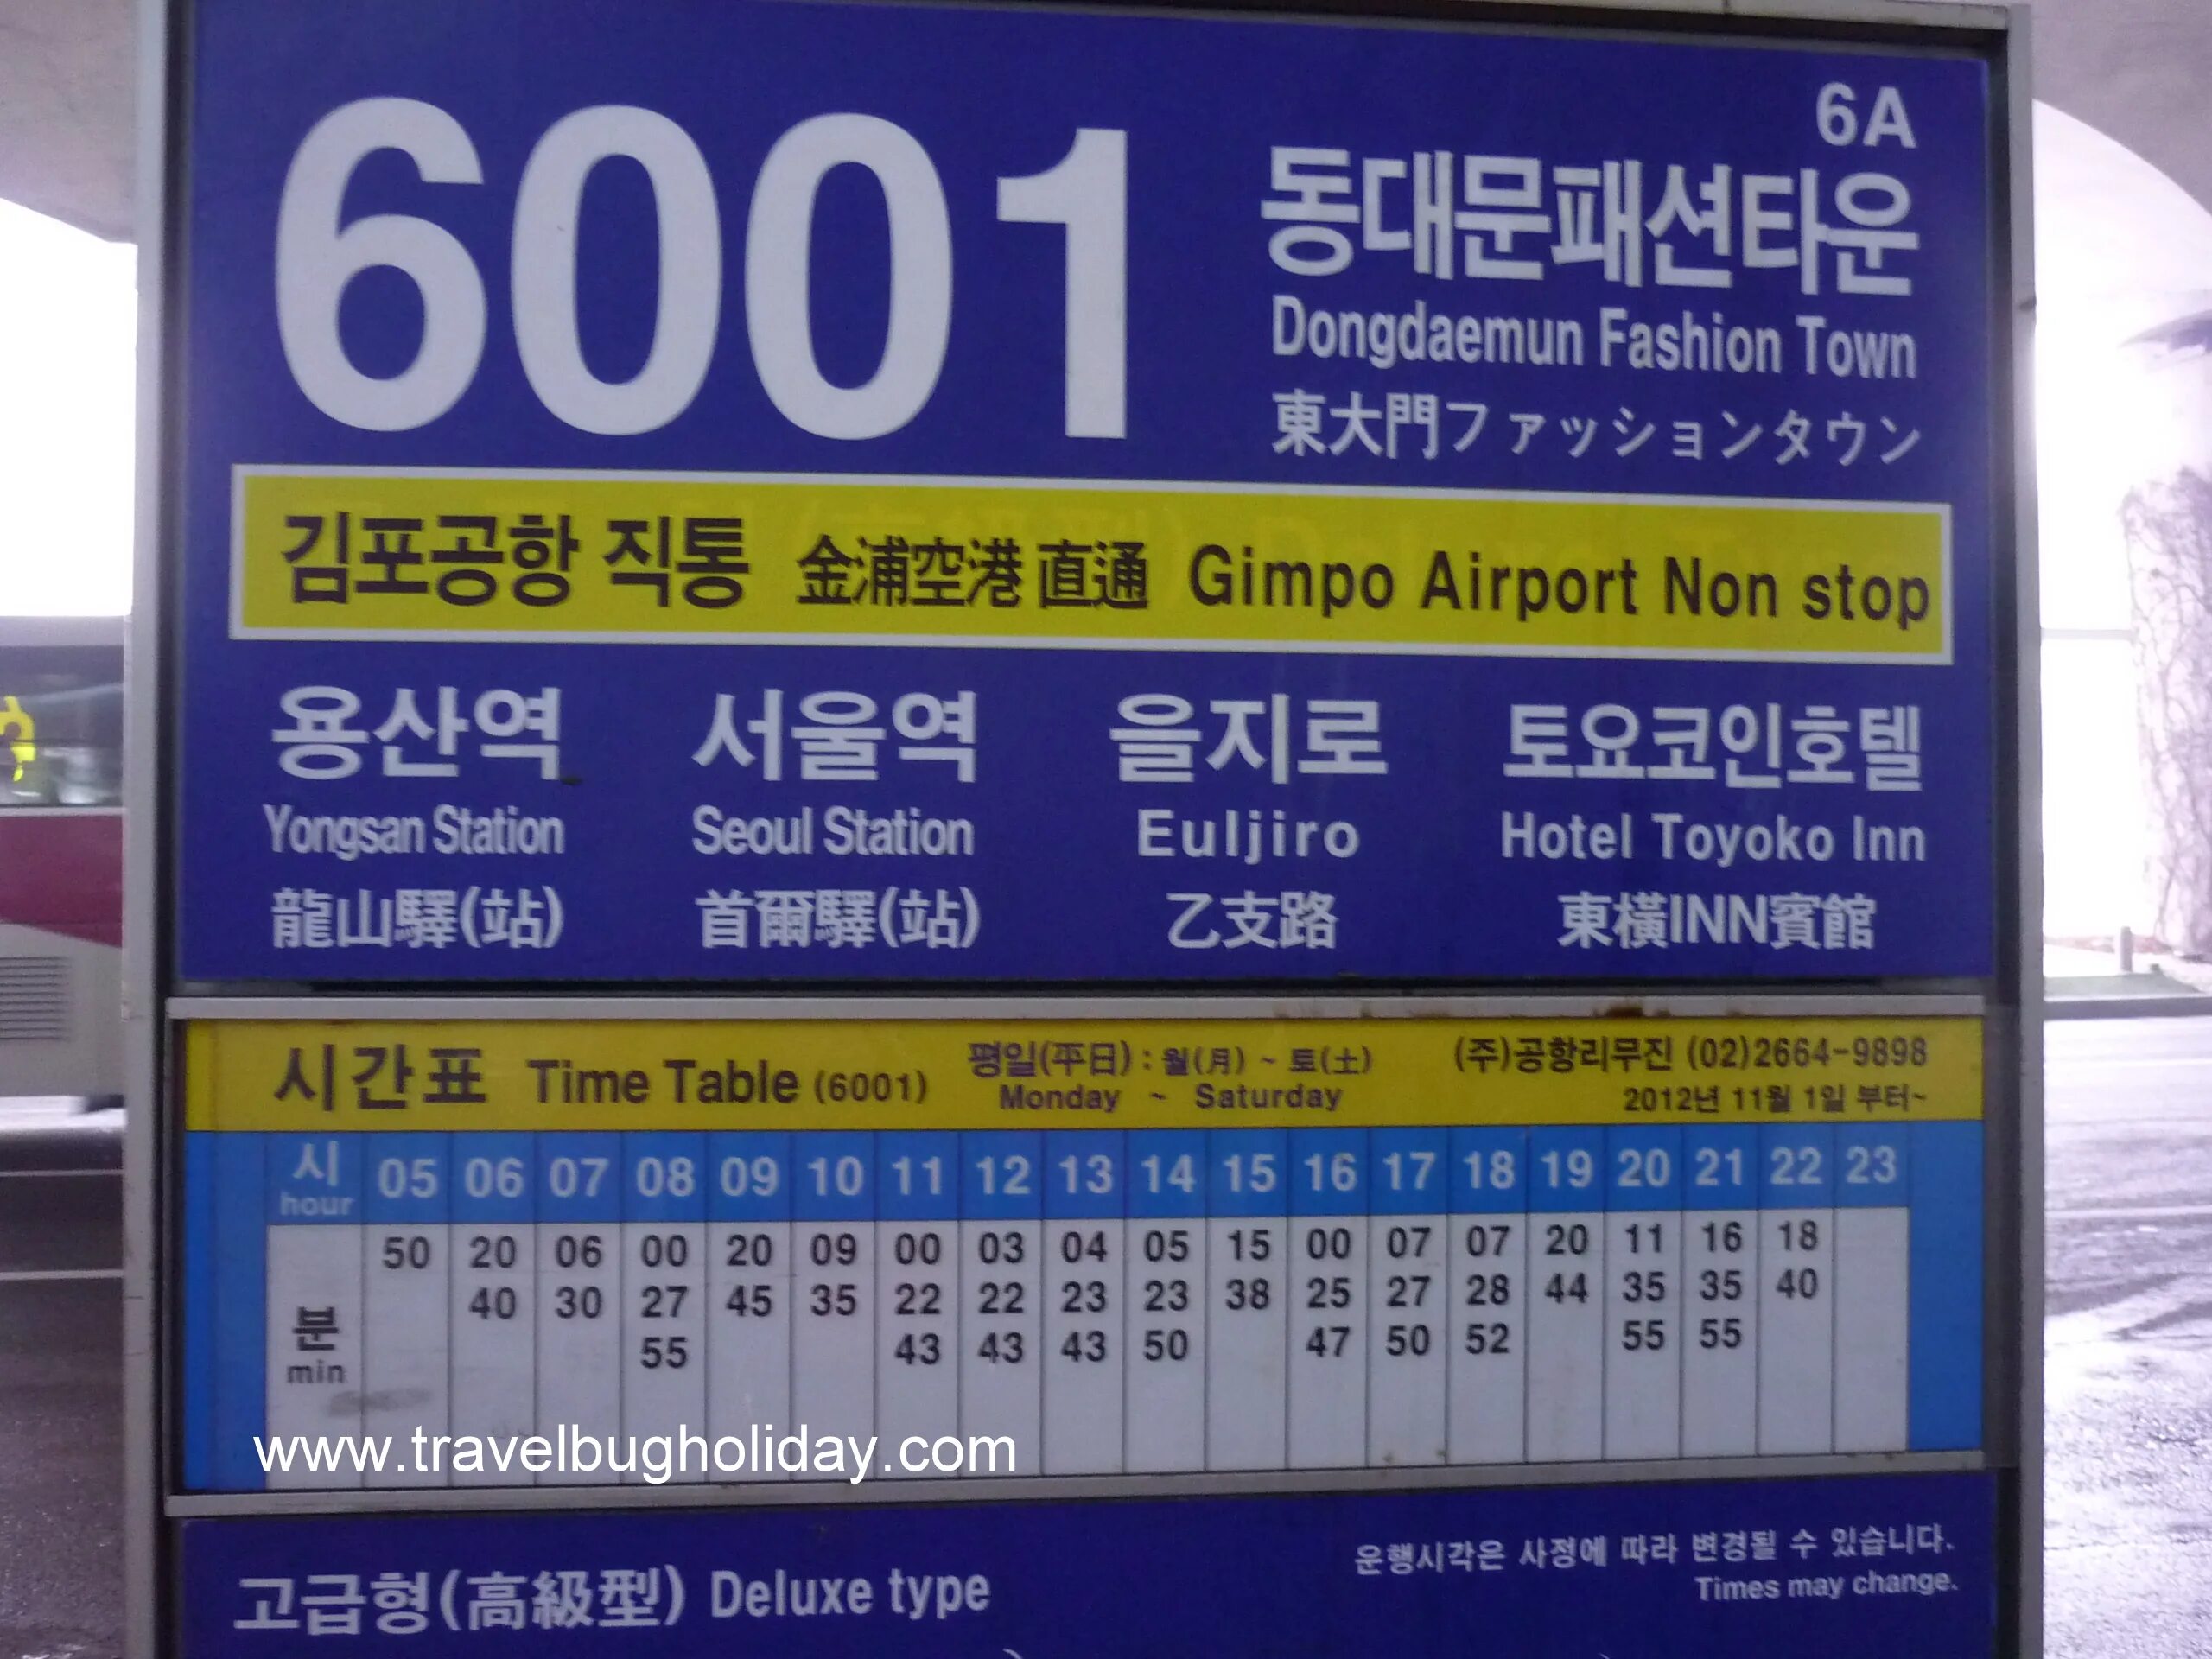 6A
6001
동대문패션타운
Dongdaemun Fashion Town
東大門ファッションタウン
김포공항 직통 金浦空港 直通 Gimpo Airport Non stop
용산역 서울역 을지로 토요코인호텔
Yongsan Station Seoul Station Euljiro Hotel Toyoko Inn
龍山驛(站) 首爾驛(站) 乙支路 東橫INN賓館
시간표 Time Table (6001) 평일(平日) : 월(月) ~ 토(土) (주)공항리무진 (02)2664-9898
Monday ~ Saturday 2012년 11월 1일 부터~
시 05 06 07 08 09 10 11 12 13 14 15 16 17 18 19 20 21 22 23
hour
50 20 06 00 20 09 00 03 04 05 15 00 07 07 20 11 16 18
40 30 27 45 35 22 22 23 23 38 25 27 28 44 35 35 40
분 55 43 43 43 50 47 50 52 55 55
min
www.travelbugholiday.com
운행시각은 사정에 따라 변경될 수 있습니다.
고급형(高級型) Deluxe type Times may change.